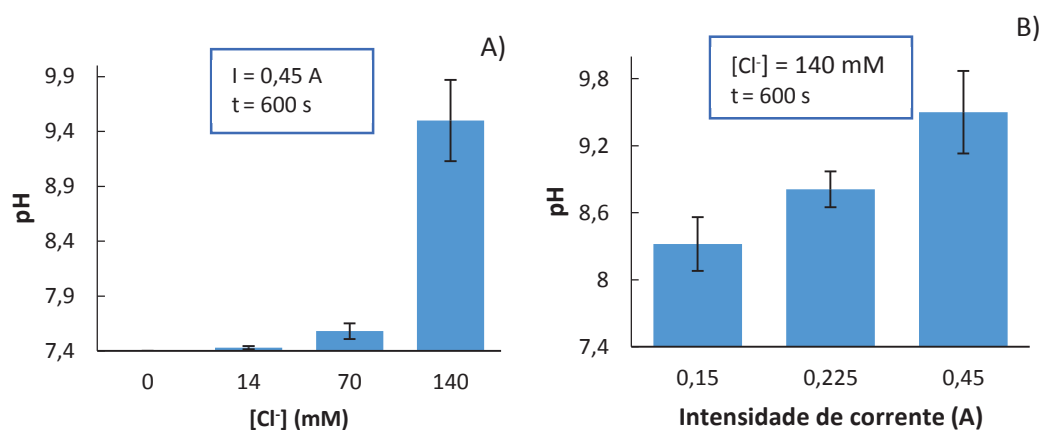 A)
I = 0,45 A
t = 600 s
pH
9,9
9,4
8,9
8,4
7,9
7,4
0 14 70 140
[Cl-] (mM)
B)
[Cl-] = 140 mM
t = 600 s
pH
9,8
9,2
8,6
8
7,4
0,15 0,225 0,45
Intensidade de corrente (A)